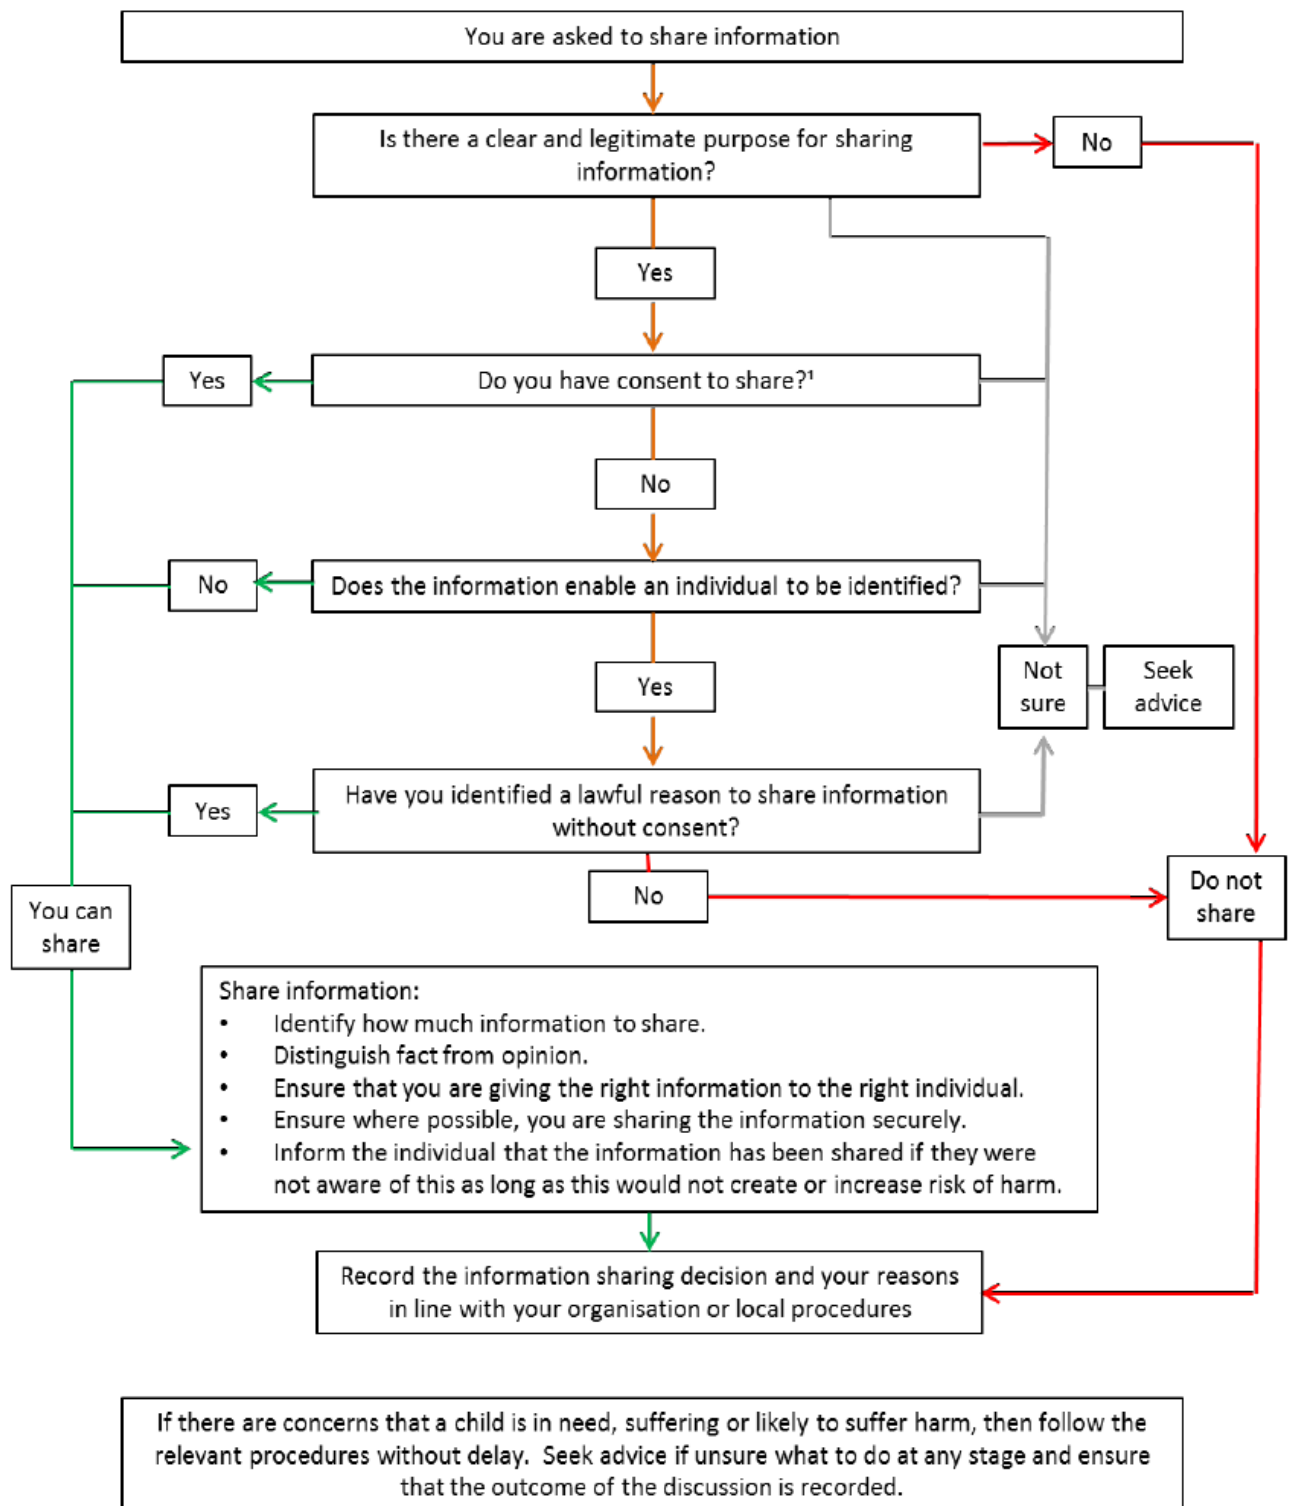 You are asked to share information
Is there a clear and legitimate purpose for sharing
information?
No
Yes
Yes
Do you have consent to share?¹
No
No
Does the information enable an individual to be identified?
Yes
Not
sure
Seek
advice
Yes
Have you identified a lawful reason to share information
without consent?
No
Do not
share
You can
share
Share information:
• Identify how much information to share.
• Distinguish fact from opinion.
• Ensure that you are giving the right information to the right individual.
• Ensure where possible, you are sharing the information securely.
• Inform the individual that the information has been shared if they were
not aware of this as long as this would not create or increase risk of harm.
Record the information sharing decision and your reasons
in line with your organisation or local procedures
If there are concerns that a child is in need, suffering or likely to suffer harm, then follow the
relevant procedures without delay. Seek advice if unsure what to do at any stage and ensure
that the outcome of the discussion is recorded.